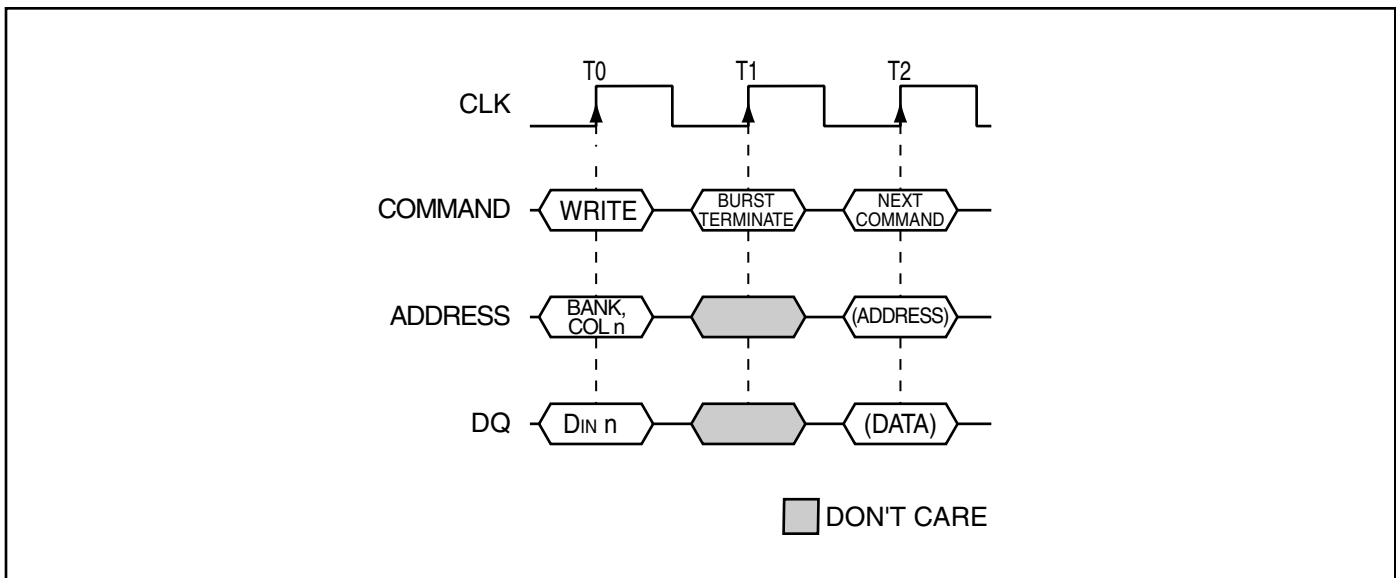 T0 T1 T2
CLK
COMMAND WRITE BURST TERMINATE NEXT COMMAND
ADDRESS BANK, COL n (ADDRESS)
DQ DIN n (DATA)
DON'T CARE